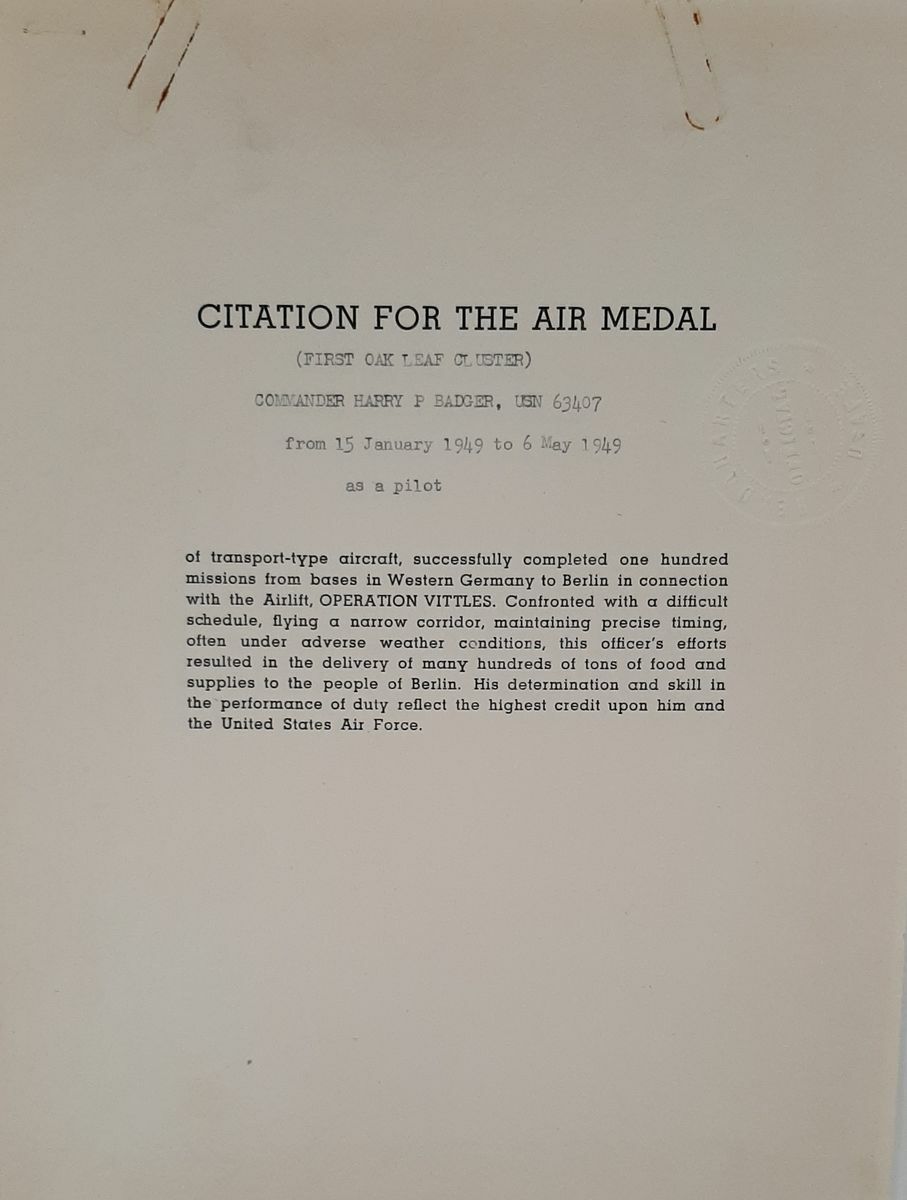 CITATION FOR THE AIR MEDAL
(FIRST OAK LEAF CLUSTER)
COMMANDER HARRY P BADGER, USN 63407
from 15 January 1949 to 6 May 1949
as a pilot
of transport-type aircraft, successfully completed one hundred
missions from bases in Western Germany to Berlin in connection
with the Airlift, OPERATION VITTLES. Confronted with a difficult
schedule, flying a narrow corridor, maintaining precise timing,
often under adverse weather conditions, this officer's efforts
resulted in the delivery of many hundreds of tons of food and
supplies to the people of Berlin. His determination and skill in
the performance of duty reflect the highest credit upon him and
the United States Air Force.